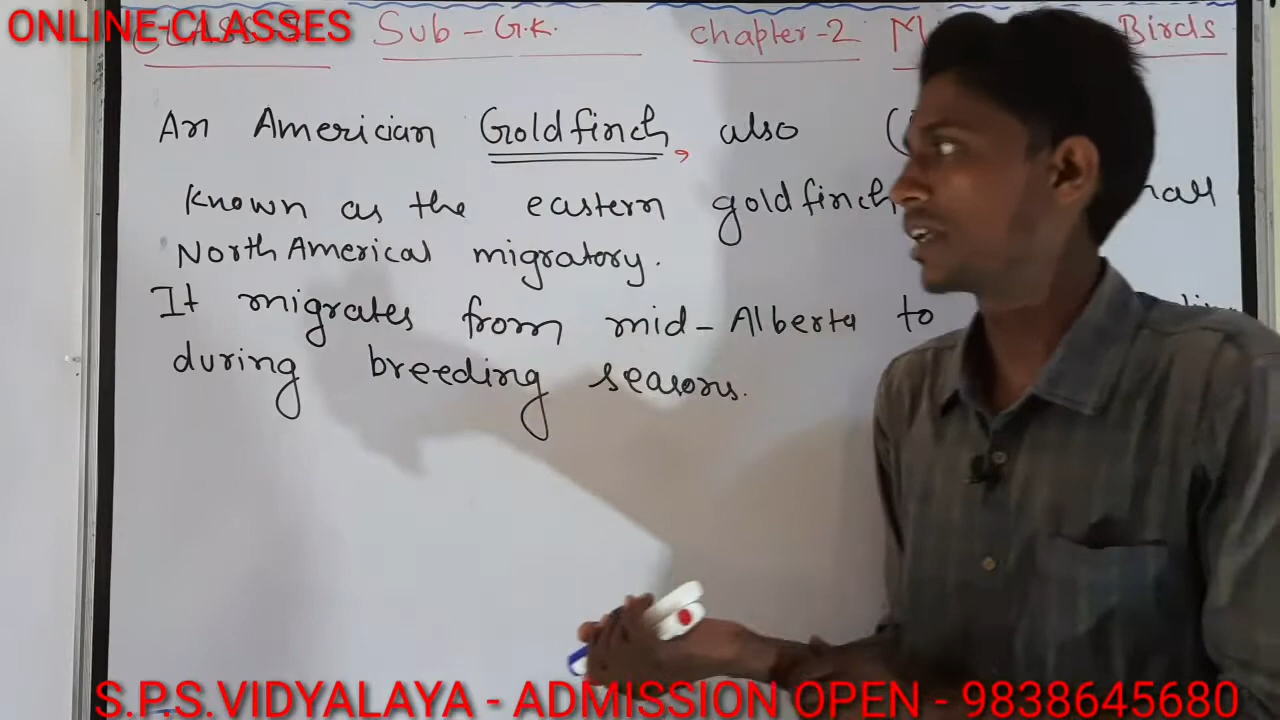 ONLINE-CLASSES
Sub - G.K. chapter-2 Birds
An Americian Goldfinch, also
known as the eastern goldfinch
North Americal migratory.
It migrates from mid-Alberta to
during breeding seasons.
S.P.S.VIDYALAYA - ADMISSION OPEN - 9838645680